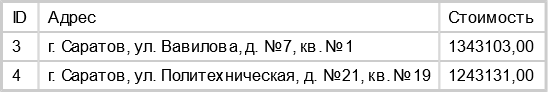 ID Адрес Стоимость
3 г. Саратов, ул. Вавилова, д. №7, кв. №1 1343103,00
4 г. Саратов, ул. Политехническая, д. №21, кв. №19 1243131,00